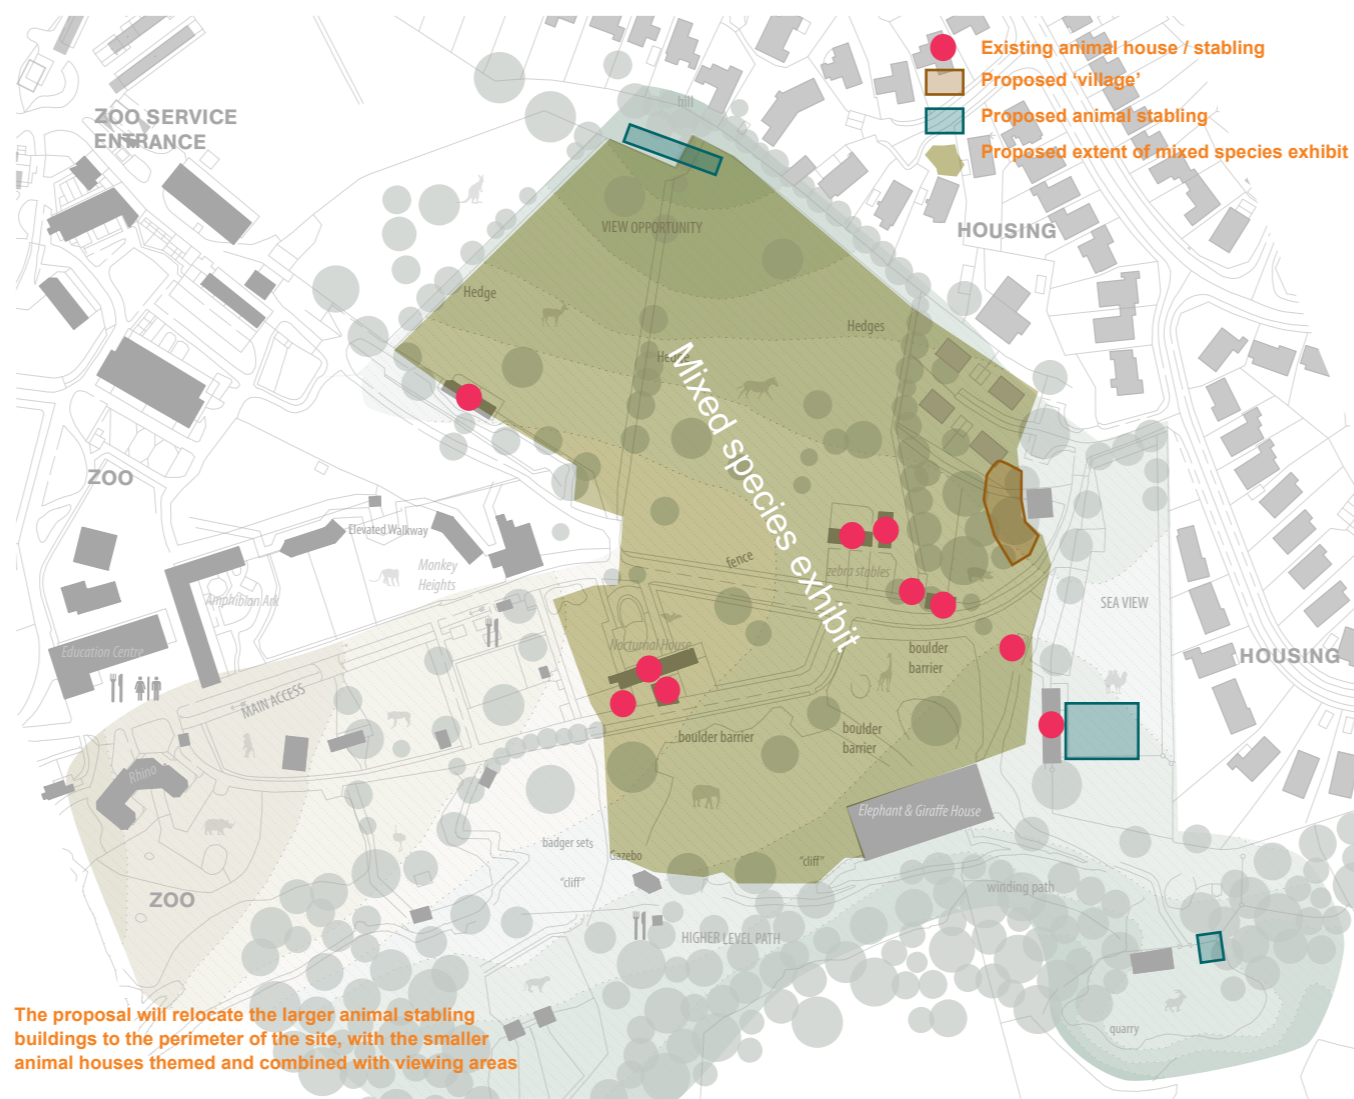 Existing animal house / stabling
Proposed ‘village’
Proposed animal stabling
Proposed extent of mixed species exhibit
ZOO SERVICE
ENTRANCE
hill
HOUSING
VIEW OPPORTUNITY
Hedge
Hedges
Hedge
Mixed species exhibit
ZOO
Elevated Walkway
Monkey
Heights
Amphibian Ark
fence
zebra stables
SEA VIEW
Education Centre
Nocturnal House
boulder
barrier
HOUSING
MAIN ACCESS
boulder barrier
boulder
barrier
Rhino
Elephant & Giraffe House
badger sets
Gazebo
"cliff"
"cliff"
winding path
ZOO
HIGHER LEVEL PATH
quarry
The proposal will relocate the larger animal stabling
buildings to the perimeter of the site, with the smaller
animal houses themed and combined with viewing areas